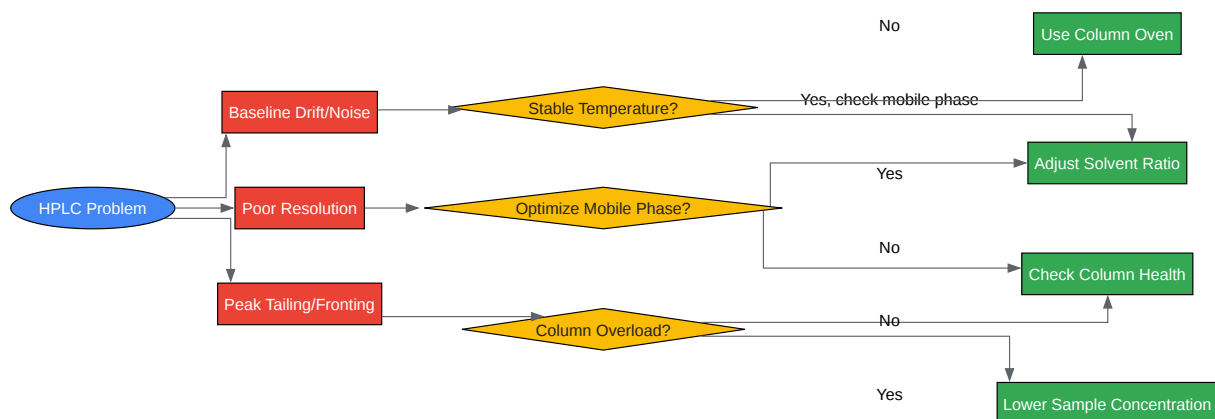 No
Use Column Oven
Baseline Drift/Noise
Stable Temperature?
Yes, check mobile phase
Adjust Solvent Ratio
Yes
HPLC Problem
Poor Resolution
Optimize Mobile Phase?
No
Check Column Health
Peak Tailing/Fronting
Column Overload?
No
Yes
Lower Sample Concentration